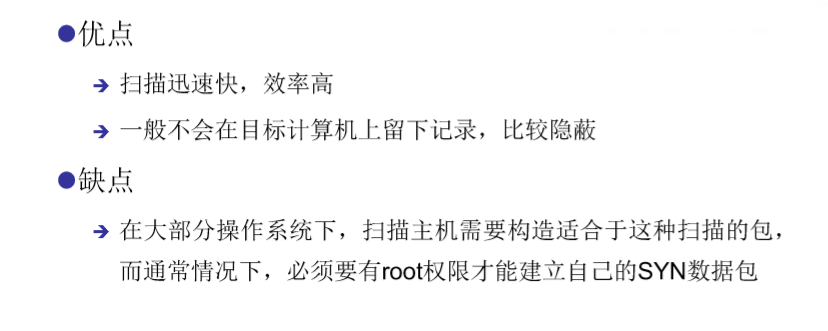 优点
扫描迅速快，效率高
一般不会在目标计算机上留下记录，比较隐蔽
缺点
在大部分操作系统下，扫描主机需要构造适合于这种扫描的包，
而通常情况下，必须要有root权限才能建立自己的SYN数据包